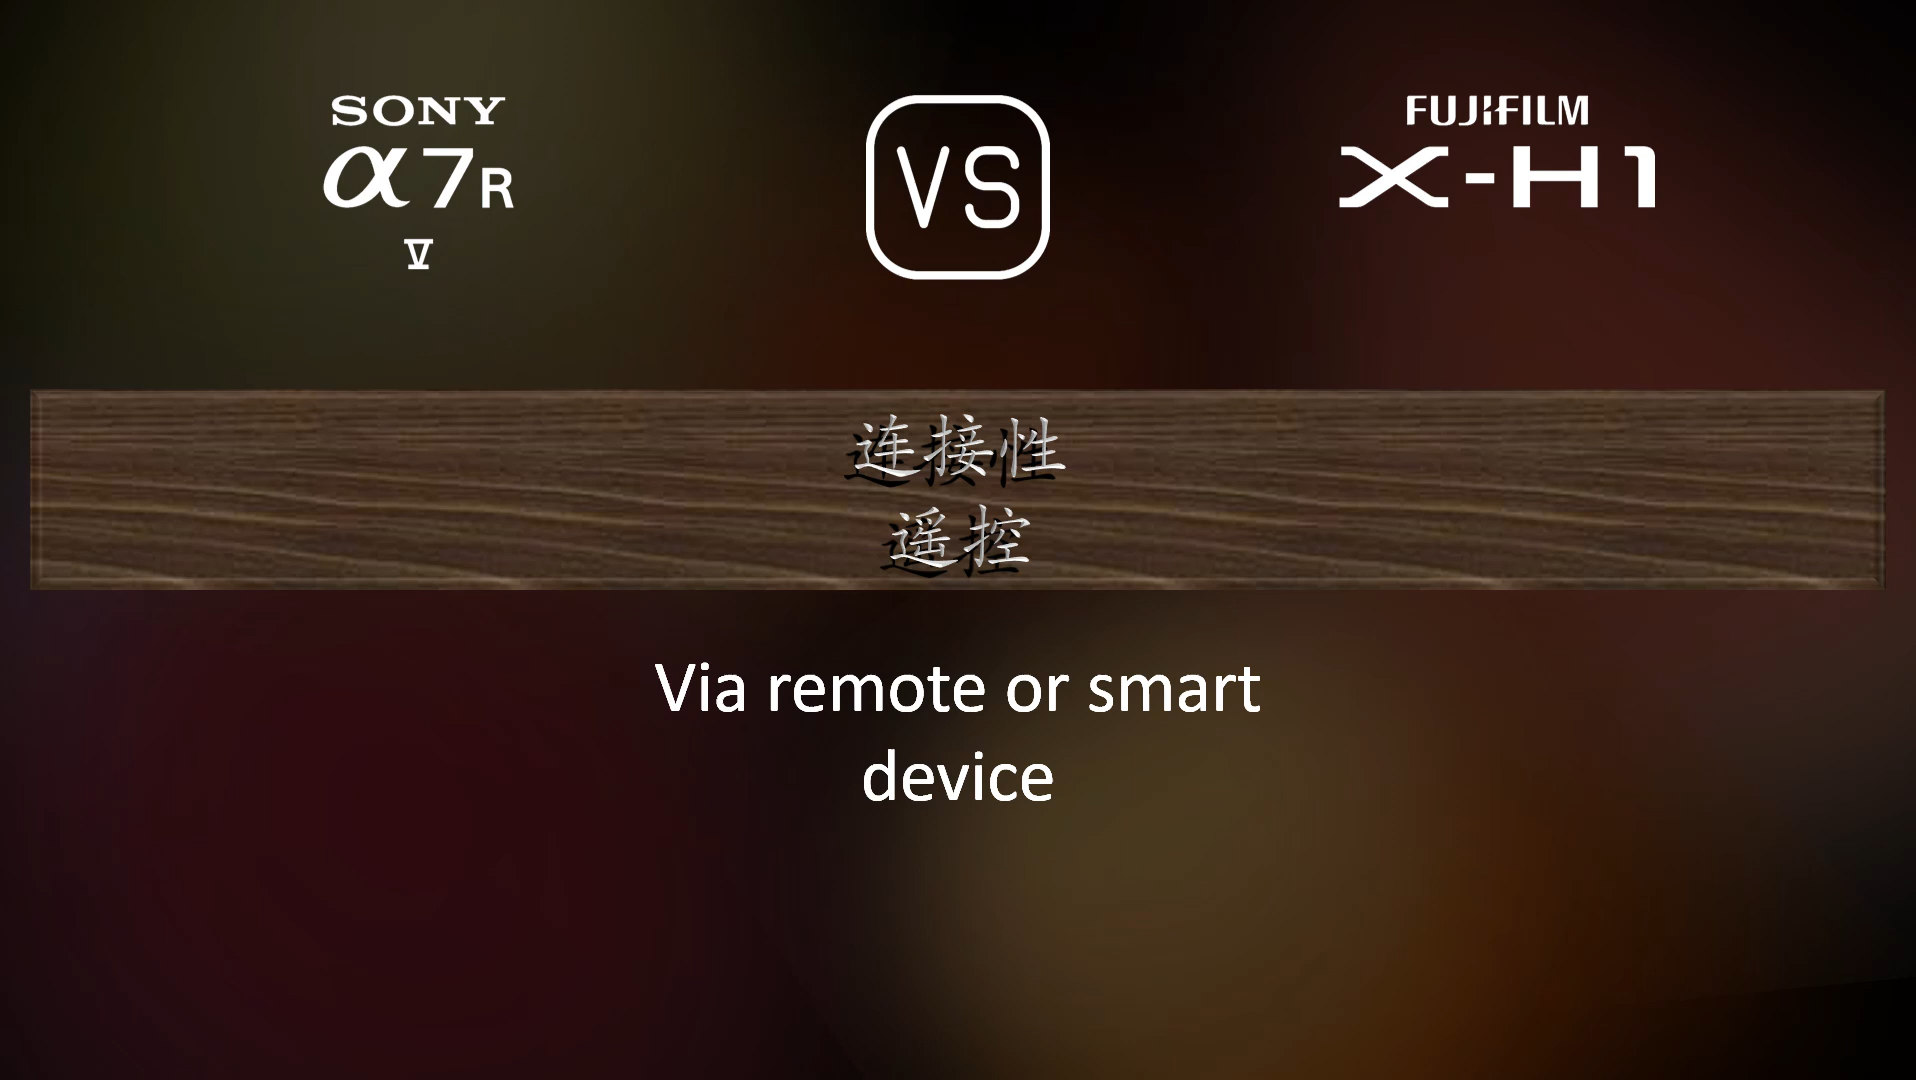 SONY
α7R
V
VS
FUJIFILM
X-H1
连接性
遥控
Via remote or smart
device